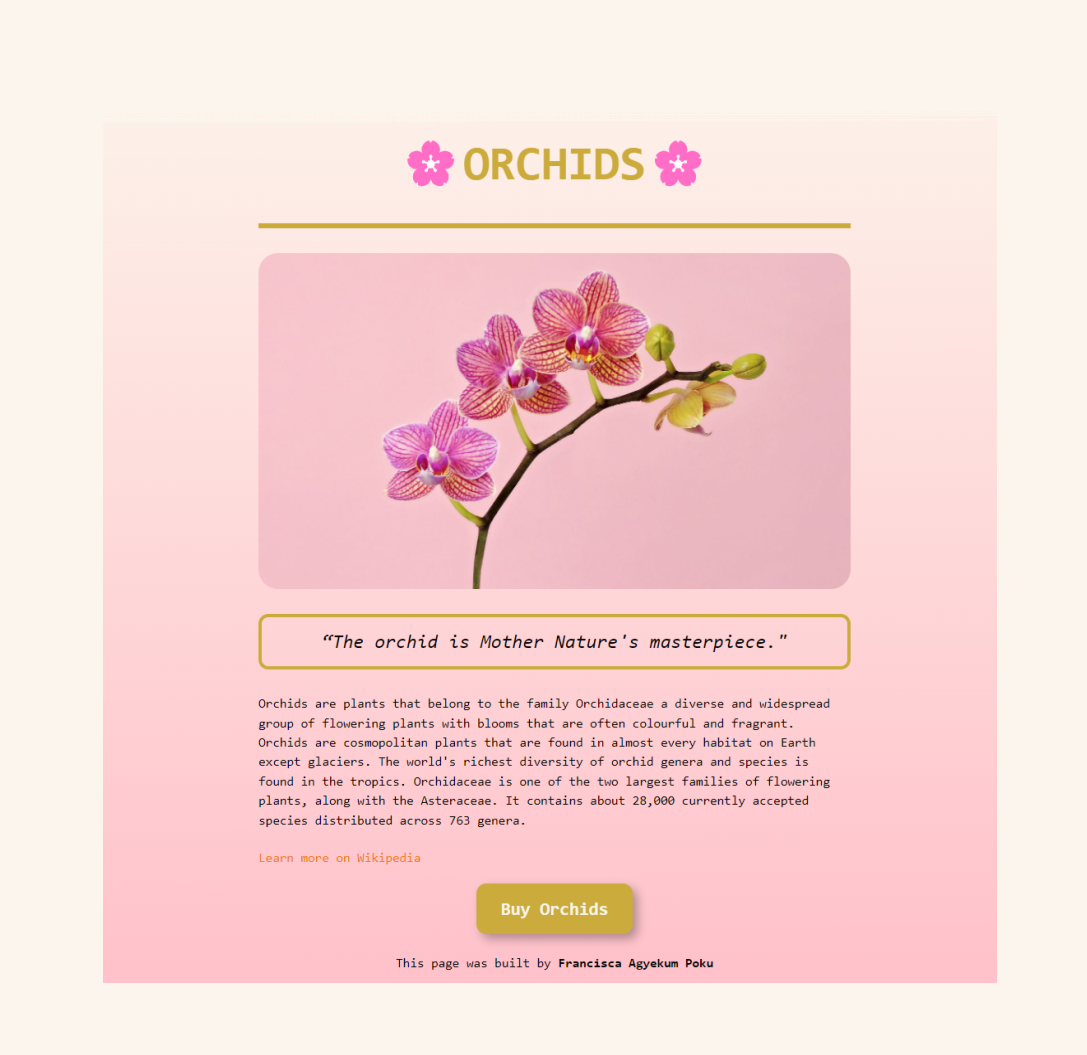 ORCHIDS
“The orchid is Mother Nature's masterpiece."
Orchids are plants that belong to the family Orchidaceae a diverse and widespread
group of flowering plants with blooms that are often colourful and fragrant.
Orchids are cosmopolitan plants that are found in almost every habitat on Earth
except glaciers. The world's richest diversity of orchid genera and species is
found in the tropics. Orchidaceae is one of the two largest families of flowering
plants, along with the Asteraceae. It contains about 28,000 currently accepted
species distributed across 763 genera.
Learn more on Wikipedia
Buy Orchids
This page was built by Francisca Agyekum Poku